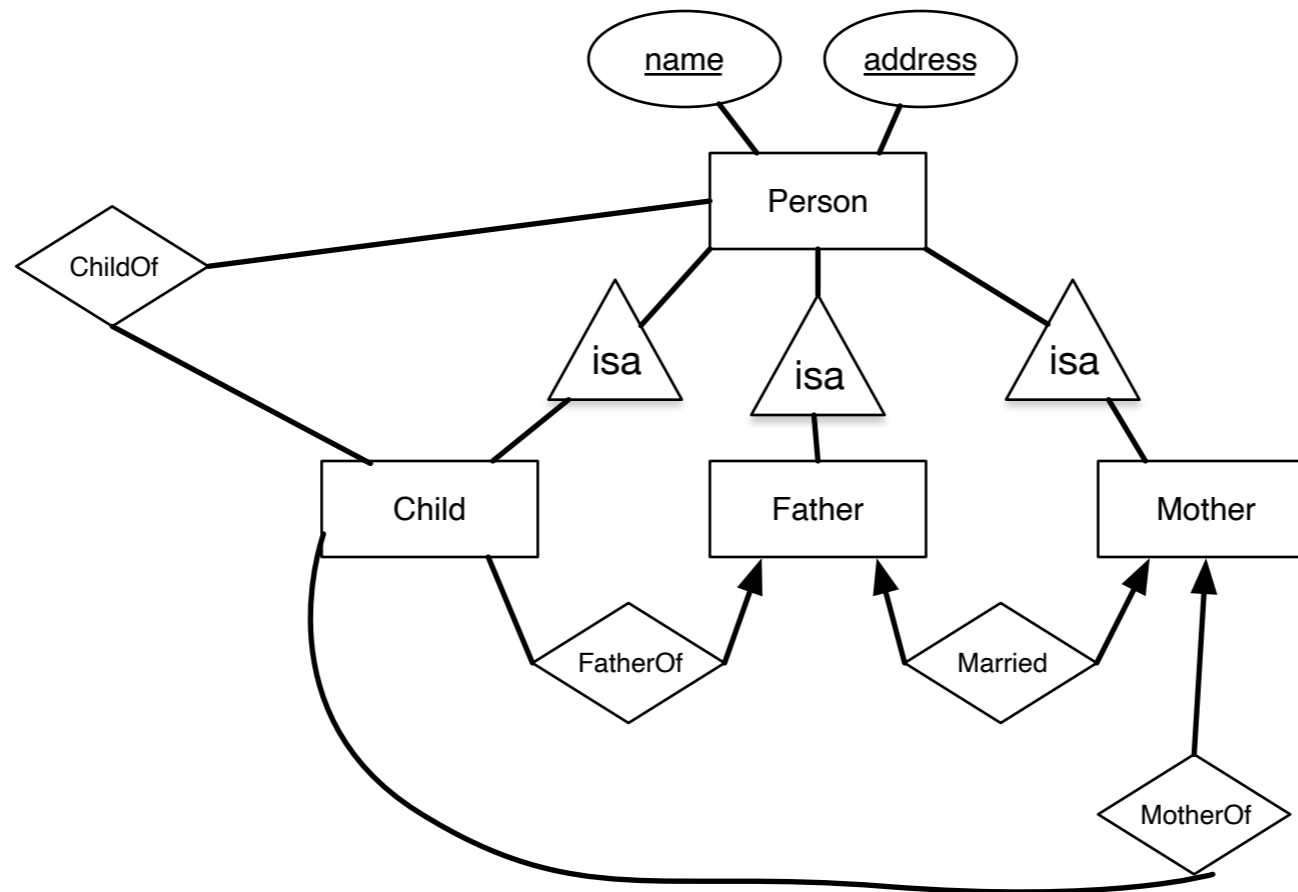 name
address
Person
ChildOf
isa
isa
isa
Child
Father
Mother
FatherOf
Married
MotherOf